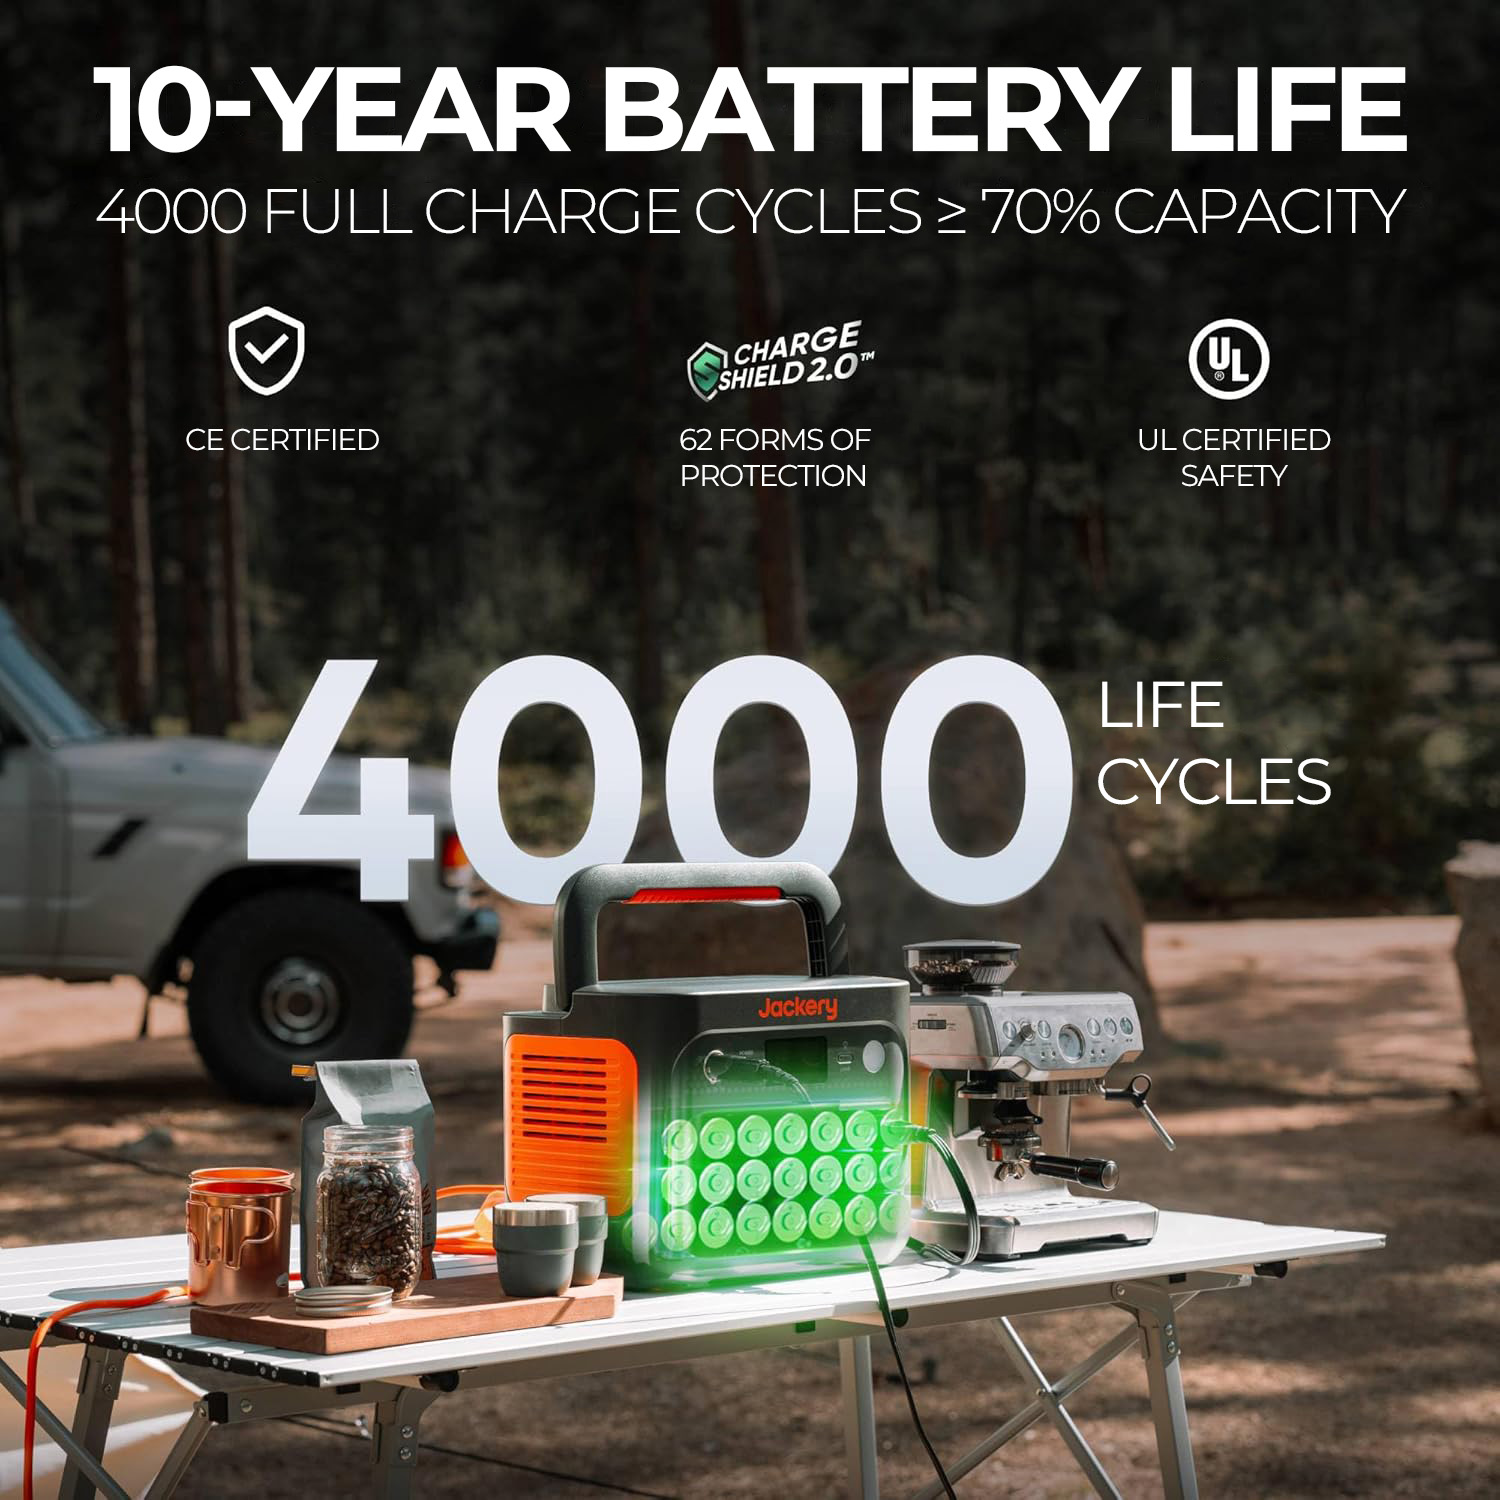 10-YEAR BATTERY LIFE
4000 FULL CHARGE CYCLES ≥ 70% CAPACITY
CE CERTIFIED
CHARGE
SHIELD 2.0™
62 FORMS OF
PROTECTION
UL®
UL CERTIFIED
SAFETY
4000
LIFE
CYCLES
Jackery